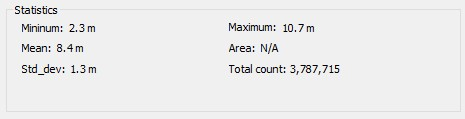 Statistics
Mininum: 2.3 m Maximum: 10.7 m
Mean: 8.4 m Area: N/A
Std_dev: 1.3 m Total count: 3,787,715